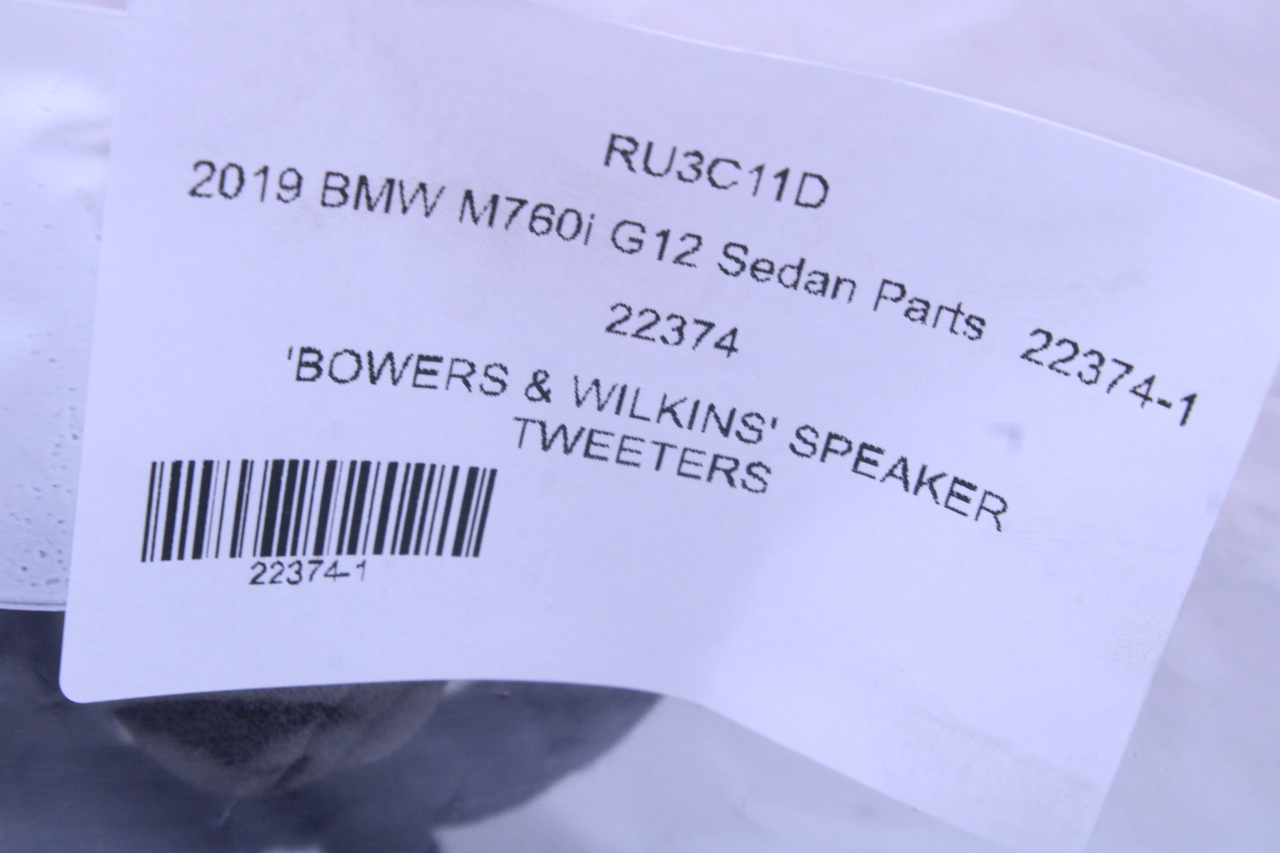 RU3C11D
2019 BMW M760i G12 Sedan Parts 22374-1
22374
'BOWERS & WILKINS' SPEAKER
TWEETERS
22374-1